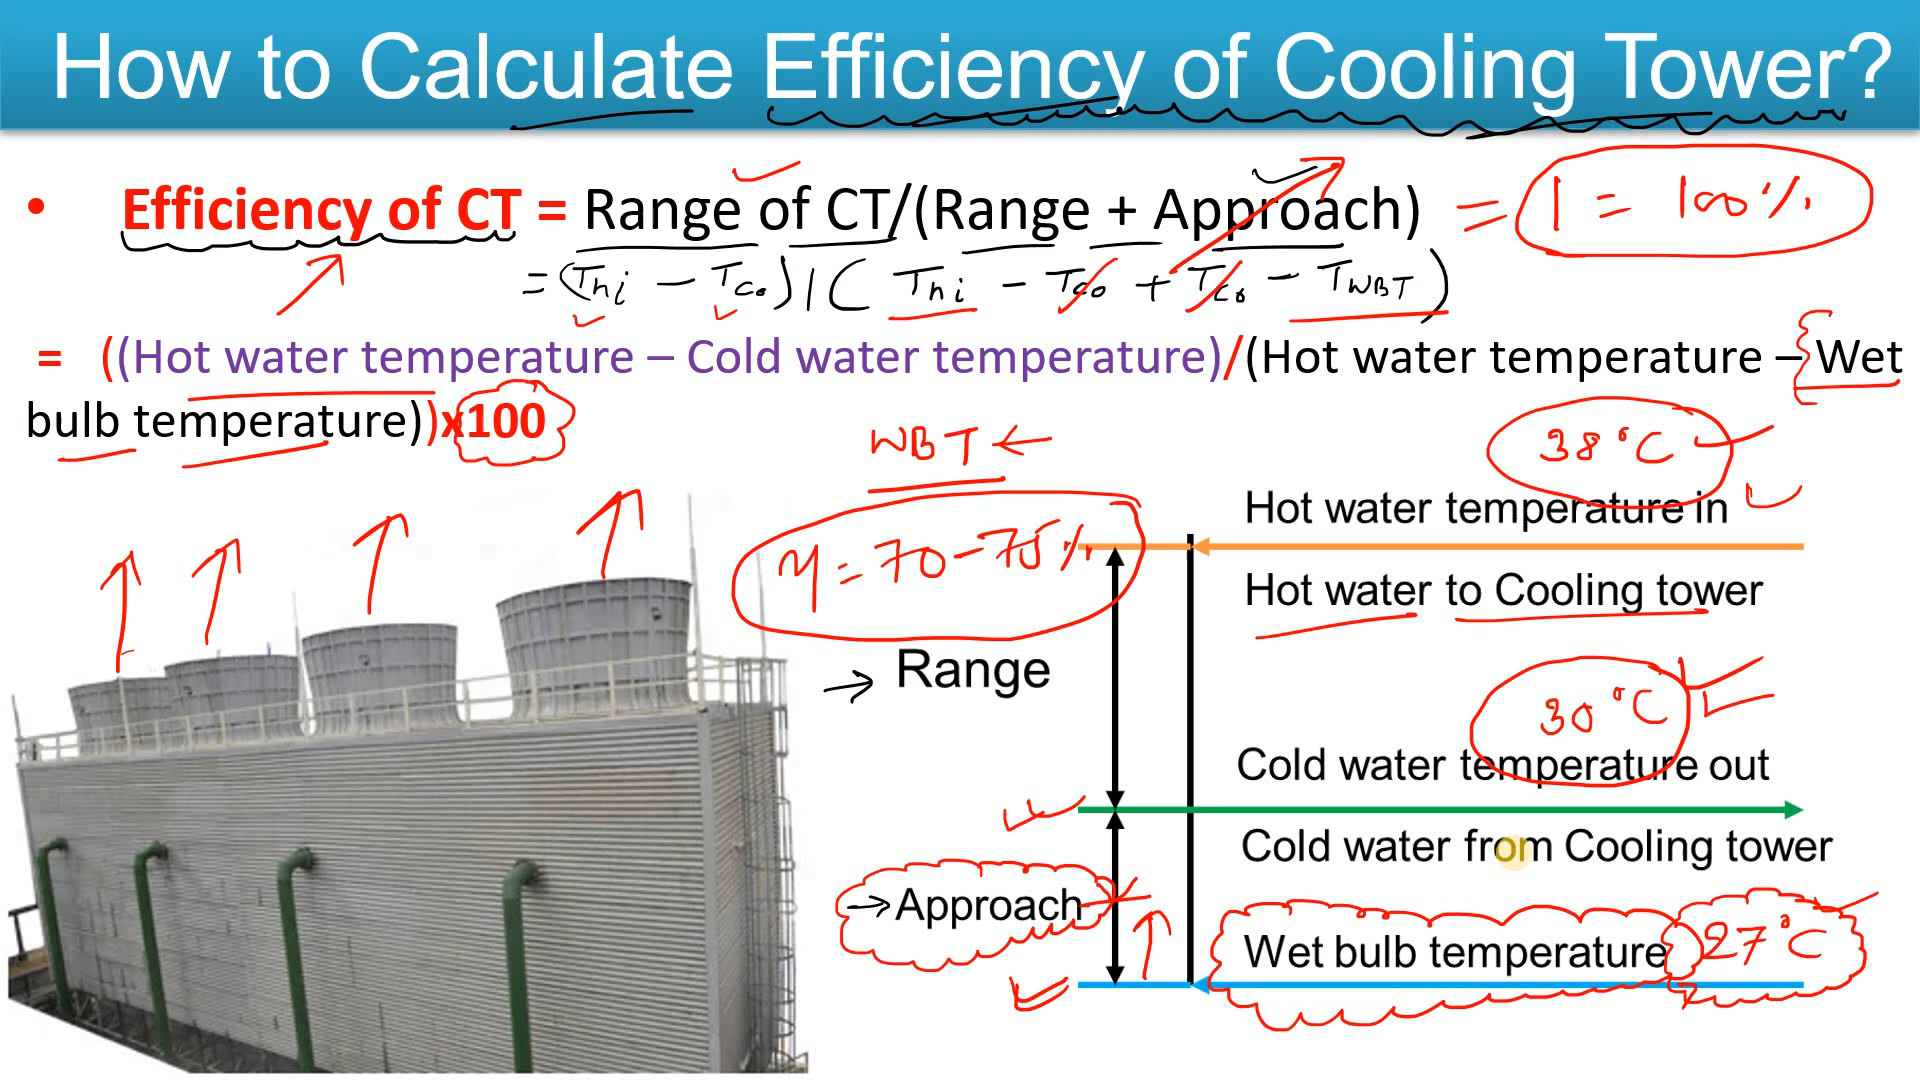 How to Calculate Efficiency of Cooling Tower?
• Efficiency of CT = Range of CT/(Range + Approach) = 1 = 100%
= (Thi - Tco) / (Thi - Tco + Tco - TWBT)
= ((Hot water temperature – Cold water temperature)/(Hot water temperature – Wet
bulb temperature))x100
WBT ←
38°C
Hot water temperature in
η = 70-75%
Hot water to Cooling tower
→ Range
30°C
Cold water temperature out
Cold water from Cooling tower
→ Approach
Wet bulb temperature 27°C